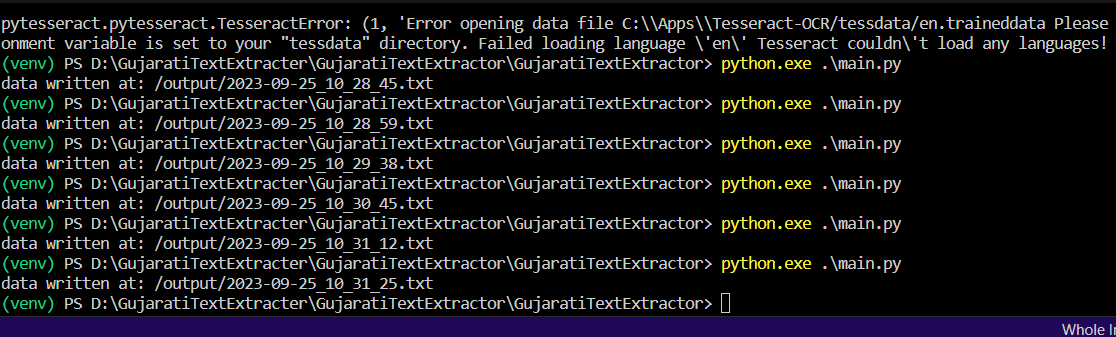 pytesseract.pytesseract.TesseractError: (1, 'Error opening data file C:\\Apps\\Tesseract-OCR/tessdata/en.traineddata Please
onment variable is set to your "tessdata" directory. Failed loading language \'en\' Tesseract couldn\'t load any languages!
(venv) PS D:\GujaratiTextExtracter\GujaratiTextExtractor\GujaratiTextExtractor> python.exe .\main.py
data written at: /output/2023-09-25_10_28_45.txt
(venv) PS D:\GujaratiTextExtracter\GujaratiTextExtractor\GujaratiTextExtractor> python.exe .\main.py
data written at: /output/2023-09-25_10_28_59.txt
(venv) PS D:\GujaratiTextExtracter\GujaratiTextExtractor\GujaratiTextExtractor> python.exe .\main.py
data written at: /output/2023-09-25_10_29_38.txt
(venv) PS D:\GujaratiTextExtracter\GujaratiTextExtractor\GujaratiTextExtractor> python.exe .\main.py
data written at: /output/2023-09-25_10_30_45.txt
(venv) PS D:\GujaratiTextExtracter\GujaratiTextExtractor\GujaratiTextExtractor> python.exe .\main.py
data written at: /output/2023-09-25_10_31_12.txt
(venv) PS D:\GujaratiTextExtracter\GujaratiTextExtractor\GujaratiTextExtractor> python.exe .\main.py
data written at: /output/2023-09-25_10_31_25.txt
(venv) PS D:\GujaratiTextExtracter\GujaratiTextExtractor\GujaratiTextExtractor>
Whole